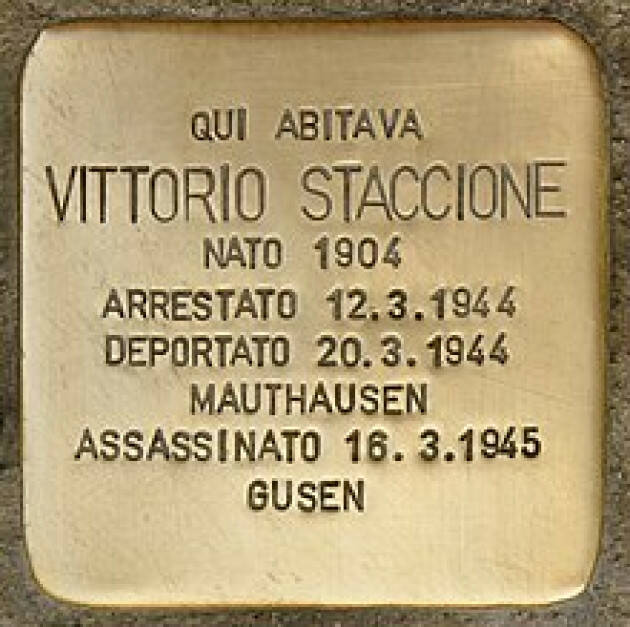 QUI ABITAVA
VITTORIO STACCIONE
NATO 1904
ARRESTATO 12.3.1944
DEPORTATO 20.3.1944
MAUTHAUSEN
ASSASSINATO 16.3.1945
GUSEN